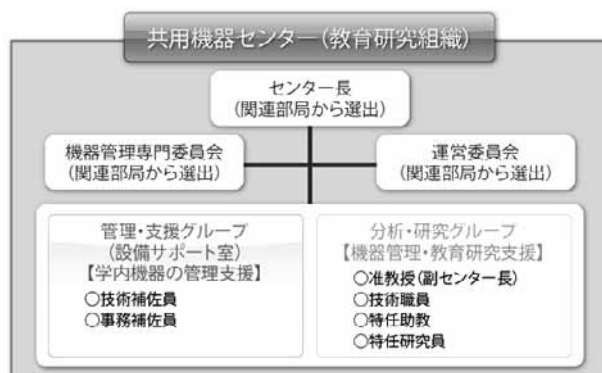 共用機器センター(教育研究組織)
センター長
(関連部局から選出)
機器管理専門委員会
(関連部局から選出)
運営委員会
(関連部局から選出)
管理・支援グループ
(設備サポート室)
【学内機器の管理支援】
○技術補佐員
○事務補佐員
分析・研究グループ
【機器管理・教育研究支援】
○准教授(副センター長)
○技術職員
○特任助教
○特任研究員